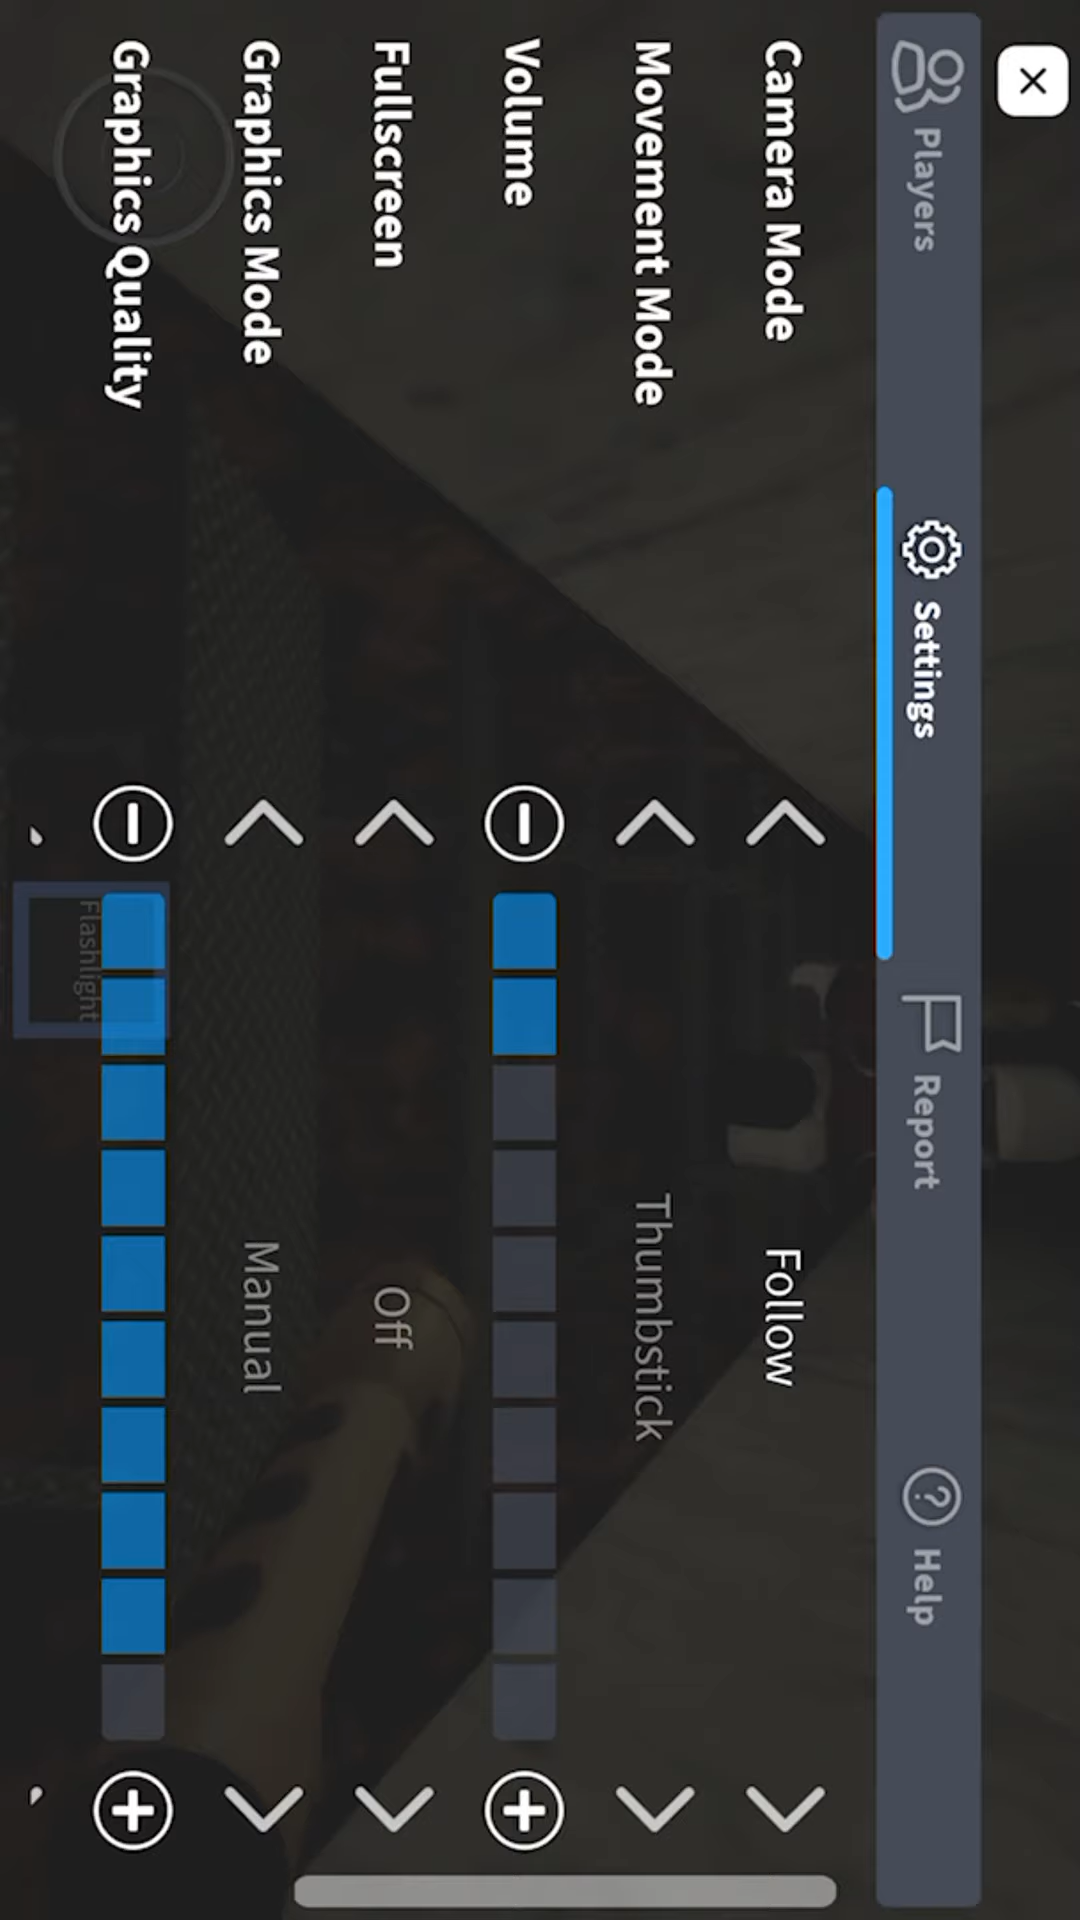 Players
Settings
Report
Help
Camera Mode
Follow
Movement Mode
Thumbstick
Volume
Fullscreen
Off
Graphics Mode
Manual
Graphics Quality
Flashlight